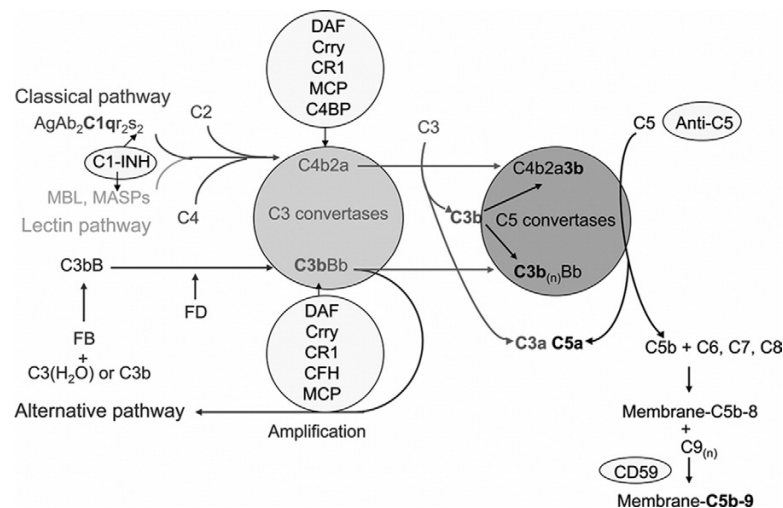 DAF
Crry
CR1
MCP
C4BP
Classical pathway
AgAb₂C1qr₂s₂
C1-INH
MBL, MASPs
Lectin pathway
C2
C4
C4b2a
C3 convertases
C3bBb
C3
C3b
C4b2a3b
C5 convertases
C3b₍ₙ₎Bb
C5
Anti-C5
C3bB
FD
FB
+
C3(H₂O) or C3b
Alternative pathway
DAF
Crry
CR1
CFH
MCP
Amplification
C3a C5a
C5b + C6, C7, C8
Membrane-C5b-8
+
C9₍ₙ₎
CD59
Membrane-C5b-9